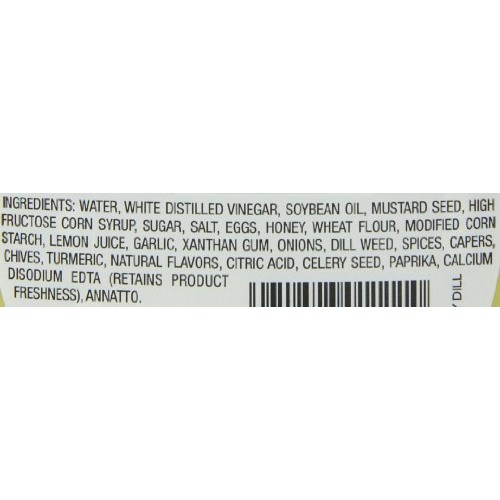 INGREDIENTS: WATER, WHITE DISTILLED VINEGAR, SOYBEAN OIL, MUSTARD SEED, HIGH
FRUCTOSE CORN SYRUP, SUGAR, SALT, EGGS, HONEY, WHEAT FLOUR, MODIFIED CORN
STARCH, LEMON JUICE, GARLIC, XANTHAN GUM, ONIONS, DILL WEED, SPICES, CAPERS,
CHIVES, TURMERIC, NATURAL FLAVORS, CITRIC ACID, CELERY SEED, PAPRIKA, CALCIUM
DISODIUM EDTA (RETAINS PRODUCT
FRESHNESS), ANNATTO.
Y DILL